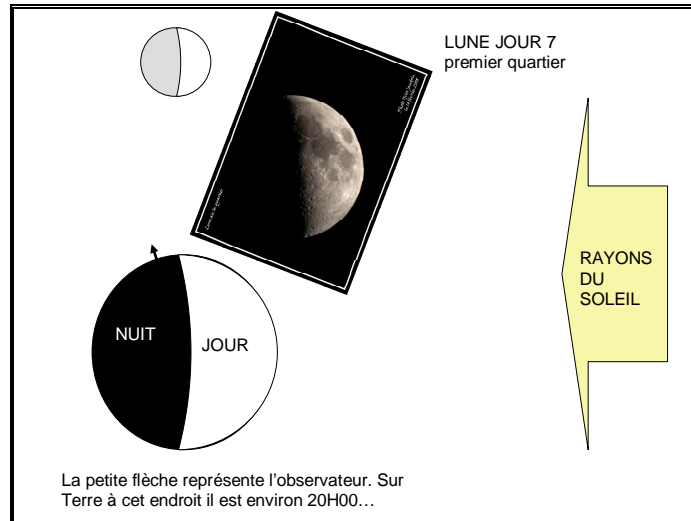 LUNE JOUR 7
premier quartier
RAYONS
DU
SOLEIL
NUIT
JOUR
La petite flèche représente l'observateur. Sur
Terre à cet endroit il est environ 20H00…